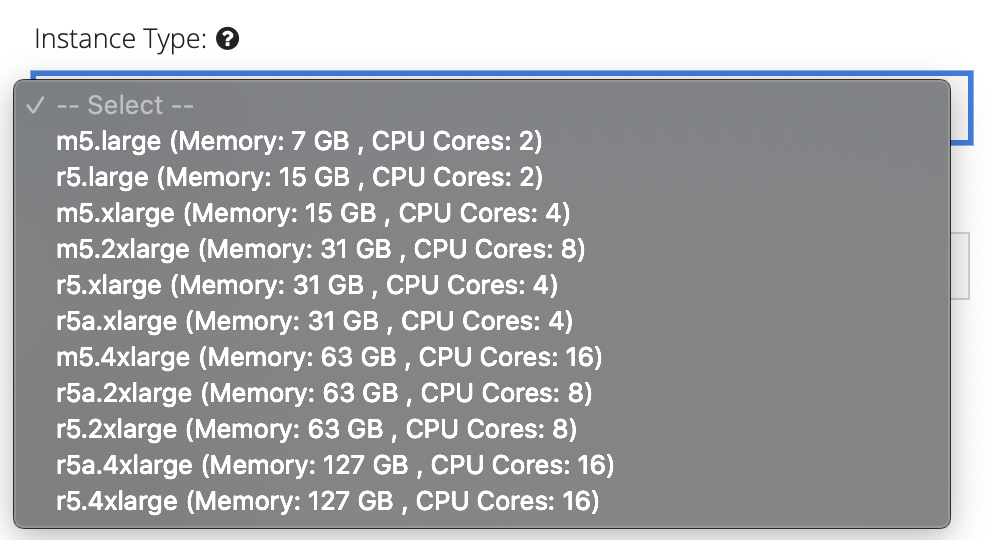 Instance Type: ?
✓ -- Select --
m5.large (Memory: 7 GB , CPU Cores: 2)
r5.large (Memory: 15 GB , CPU Cores: 2)
m5.xlarge (Memory: 15 GB , CPU Cores: 4)
m5.2xlarge (Memory: 31 GB , CPU Cores: 8)
r5.xlarge (Memory: 31 GB , CPU Cores: 4)
r5a.xlarge (Memory: 31 GB , CPU Cores: 4)
m5.4xlarge (Memory: 63 GB , CPU Cores: 16)
r5a.2xlarge (Memory: 63 GB , CPU Cores: 8)
r5.2xlarge (Memory: 63 GB , CPU Cores: 8)
r5a.4xlarge (Memory: 127 GB , CPU Cores: 16)
r5.4xlarge (Memory: 127 GB , CPU Cores: 16)